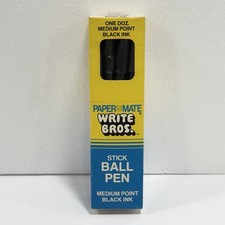 ONE DOZ.
MEDIUM POINT
BLACK INK
PAPER MATE
WRITE
BROS.
STICK
BALL
PEN
MEDIUM POINT
BLACK INK